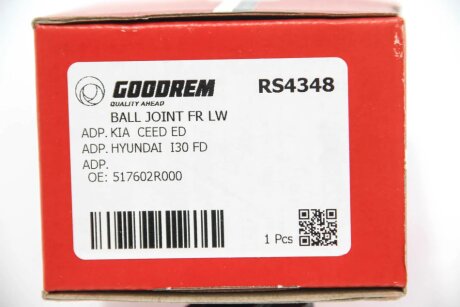 GOODREM
RS4348
QUALITY AHEAD
BALL JOINT FR LW
ADP. KIA CEED ED
ADP. HYUNDAI I30 FD
ADP.
OE: 517602R000
1 Pcs